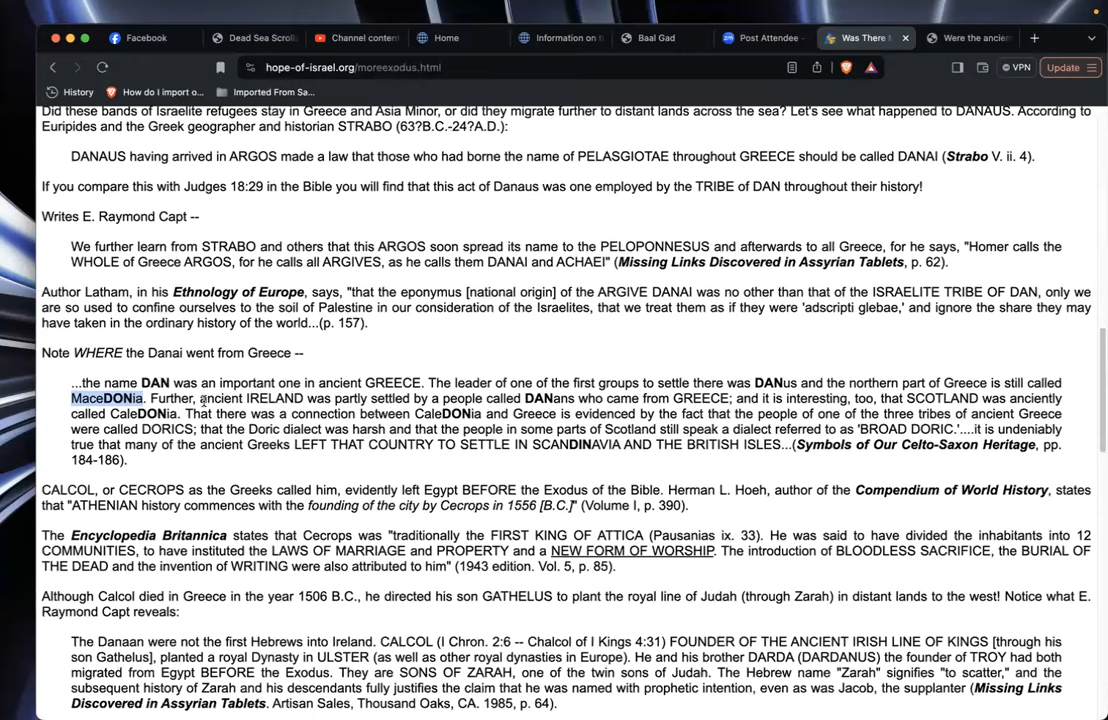 Facebook
Dead Sea Scrolls
Channel content
Home
Information on t
Baal Gad
Post Attendee -
Was There M
Were the ancien
hope-of-israel.org/moreexodus.html
VPN
Update
History
How do I import o...
Imported From Sa...
Did these bands of Israelite refugees stay in Greece and Asia Minor, or did they migrate further to distant lands across the sea? Let's see what happened to DANAUS. According to
Euripides and the Greek geographer and historian STRABO (63?B.C.-24?A.D.):
DANAUS having arrived in ARGOS made a law that those who had borne the name of PELASGIOTAE throughout GREECE should be called DANAI (Strabo V. ii. 4).
If you compare this with Judges 18:29 in the Bible you will find that this act of Danaus was one employed by the TRIBE of DAN throughout their history!
Writes E. Raymond Capt --
We further learn from STRABO and others that this ARGOS soon spread its name to the PELOPONNESUS and afterwards to all Greece, for he says, "Homer calls the
WHOLE of Greece ARGOS, for he calls all ARGIVES, as he calls them DANAI and ACHAEI" (Missing Links Discovered in Assyrian Tablets, p. 62).
Author Latham, in his Ethnology of Europe, says, "that the eponymus [national origin] of the ARGIVE DANAI was no other than that of the ISRAELITE TRIBE OF DAN, only we
are so used to confine ourselves to the soil of Palestine in our consideration of the Israelites, that we treat them as if they were 'adscripti glebae,' and ignore the share they may
have taken in the ordinary history of the world...(p. 157).
Note WHERE the Danai went from Greece --
...the name DAN was an important one in ancient GREECE. The leader of one of the first groups to settle there was DANus and the northern part of Greece is still called
MaceDONia. Further, ancient IRELAND was partly settled by a people called DANans who came from GREECE; and it is interesting, too, that SCOTLAND was anciently
called CaleDONia. That there was a connection between CaleDONia and Greece is evidenced by the fact that the people of one of the three tribes of ancient Greece
were called DORICS; that the Doric dialect was harsh and that the people in some parts of Scotland still speak a dialect referred to as 'BROAD DORIC.'....it is undeniably
true that many of the ancient Greeks LEFT THAT COUNTRY TO SETTLE IN SCANDINAVIA AND THE BRITISH ISLES...(Symbols of Our Celto-Saxon Heritage, pp.
184-186).
CALCOL, or CECROPS as the Greeks called him, evidently left Egypt BEFORE the Exodus of the Bible. Herman L. Hoeh, author of the Compendium of World History, states
that "ATHENIAN history commences with the founding of the city by Cecrops in 1556 [B.C.]" (Volume I, p. 390).
The Encyclopedia Britannica states that Cecrops was "traditionally the FIRST KING OF ATTICA (Pausanias ix. 33). He was said to have divided the inhabitants into 12
COMMUNITIES, to have instituted the LAWS OF MARRIAGE and PROPERTY and a NEW FORM OF WORSHIP. The introduction of BLOODLESS SACRIFICE, the BURIAL OF
THE DEAD and the invention of WRITING were also attributed to him" (1943 edition. Vol. 5, p. 85).
Although Calcol died in Greece in the year 1506 B.C., he directed his son GATHELUS to plant the royal line of Judah (through Zarah) in distant lands to the west! Notice what E.
Raymond Capt reveals:
The Danaan were not the first Hebrews into Ireland. CALCOL (I Chron. 2:6 -- Chalcol of I Kings 4:31) FOUNDER OF THE ANCIENT IRISH LINE OF KINGS [through his
son Gathelus], planted a royal Dynasty in ULSTER (as well as other royal dynasties in Europe). He and his brother DARDA (DARDANUS) the founder of TROY had both
migrated from Egypt BEFORE the Exodus. They are SONS OF ZARAH, one of the twin sons of Judah. The Hebrew name "Zarah" signifies "to scatter," and the
subsequent history of Zarah and his descendants fully justifies the claim that he was named with prophetic intention, even as was Jacob, the supplanter (Missing Links
Discovered in Assyrian Tablets. Artisan Sales, Thousand Oaks, CA. 1985, p. 64).